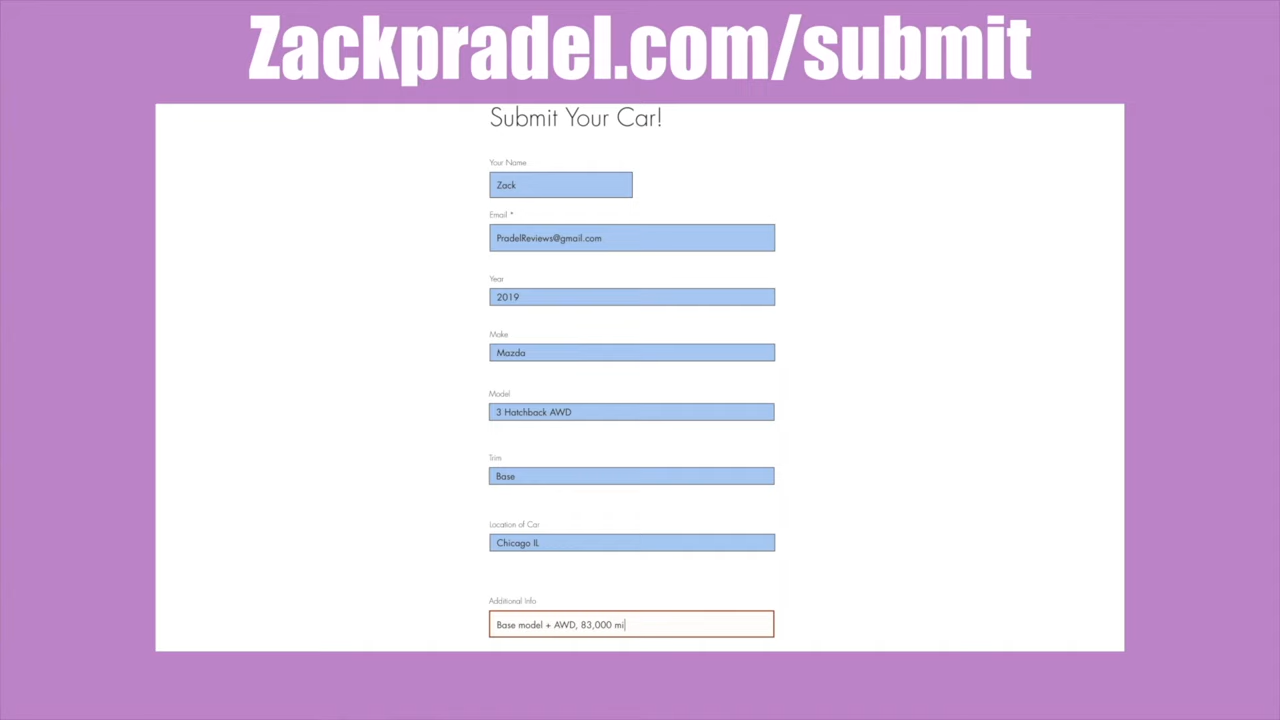 Zackpradel.com/submit
Submit Your Car!
Your Name
Zack
Email *
PradelReviews@gmail.com
Year
2019
Make
Mazda
Model
3 Hatchback AWD
Trim
Base
Location of Car
Chicago IL
Additional Info
Base model + AWD, 83,000 mi